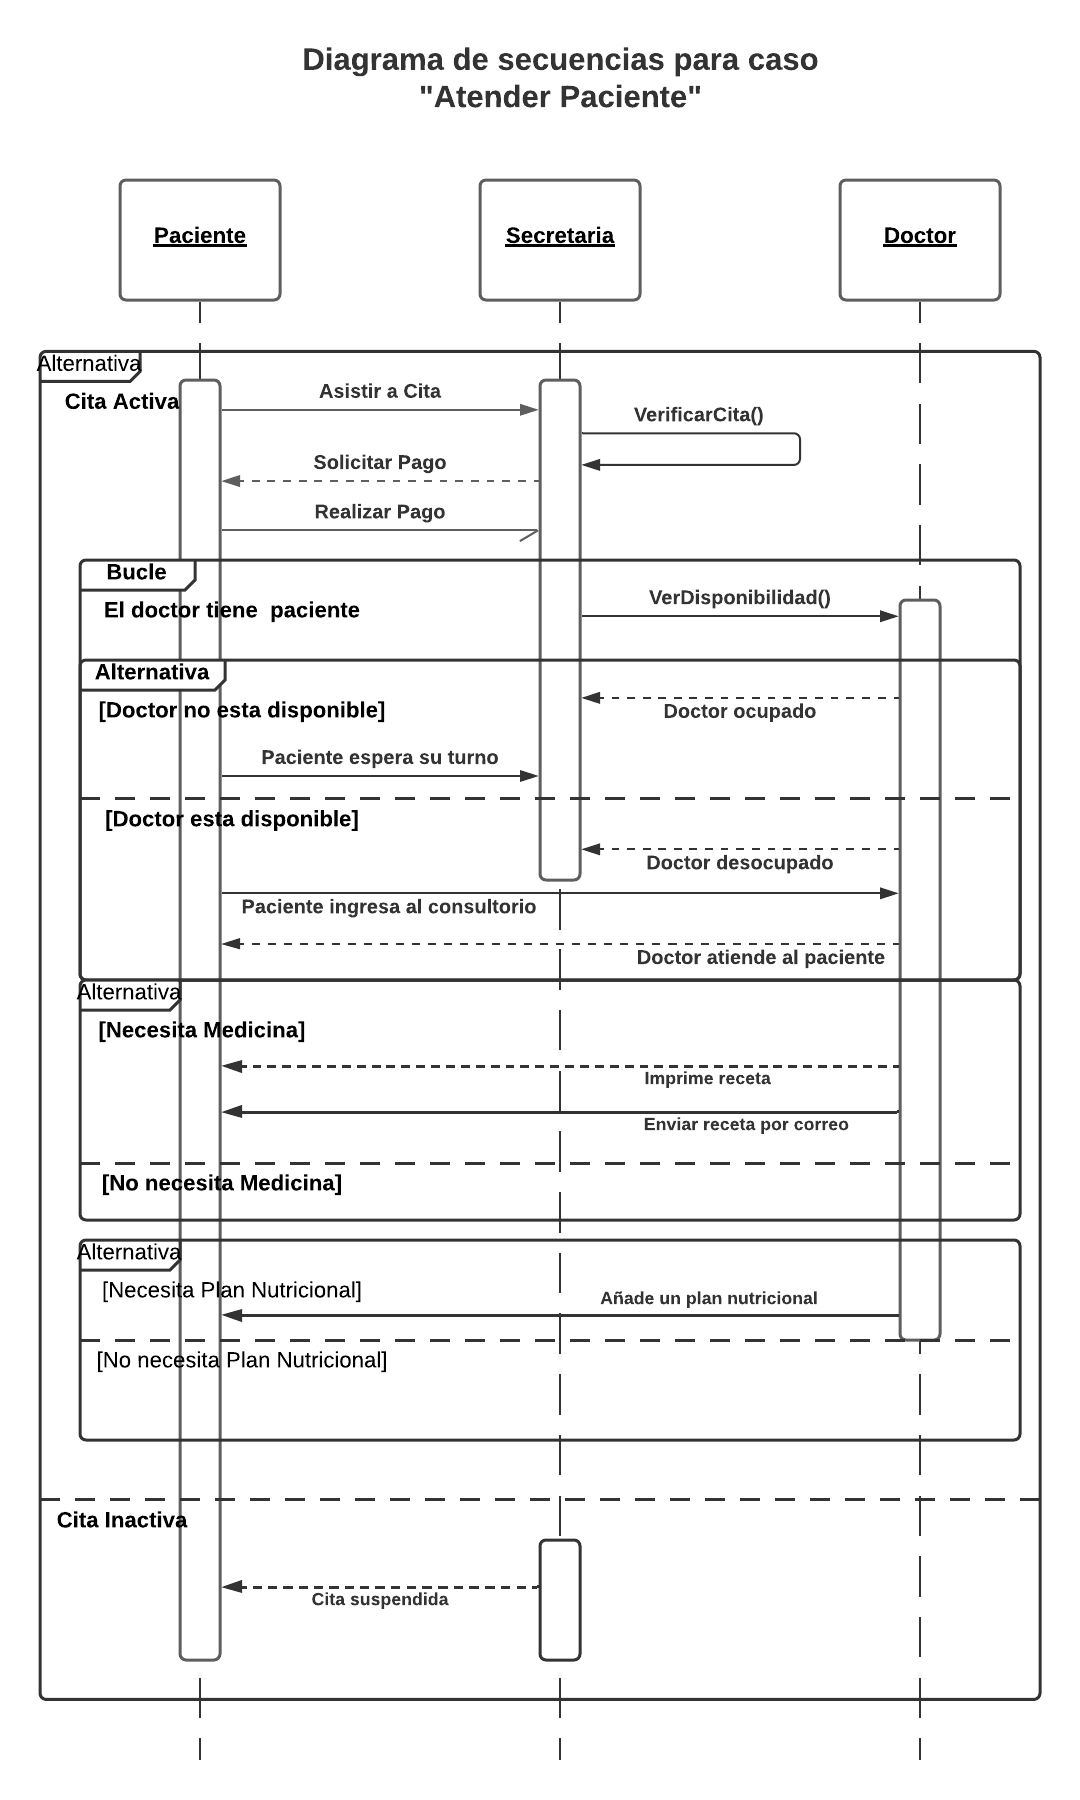 Diagrama de secuencias para caso
"Atender Paciente"
Paciente
Secretaria
Doctor
Alternativa
Cita Activa
Asistir a Cita
VerificarCita()
Solicitar Pago
Realizar Pago
Bucle
El doctor tiene  paciente
VerDisponibilidad()
Alternativa
[Doctor no esta disponible]
Doctor ocupado
Paciente espera su turno
[Doctor esta disponible]
Doctor desocupado
Paciente ingresa al consultorio
Doctor atiende al paciente
Alternativa
[Necesita Medicina]
Imprime receta
Enviar receta por correo
[No necesita Medicina]
Alternativa
[Necesita Plan Nutricional]
Añade un plan nutricional
[No necesita Plan Nutricional]
Cita Inactiva
Cita suspendida